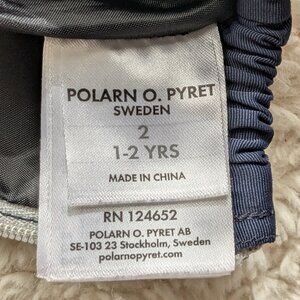 POLARN O. PYRET
SWEDEN
2
1-2 YRS
MADE IN CHINA
RN 124652
POLARN O. PYRET AB
SE-103 23 Stockholm, Sweden
polarnopyret.com